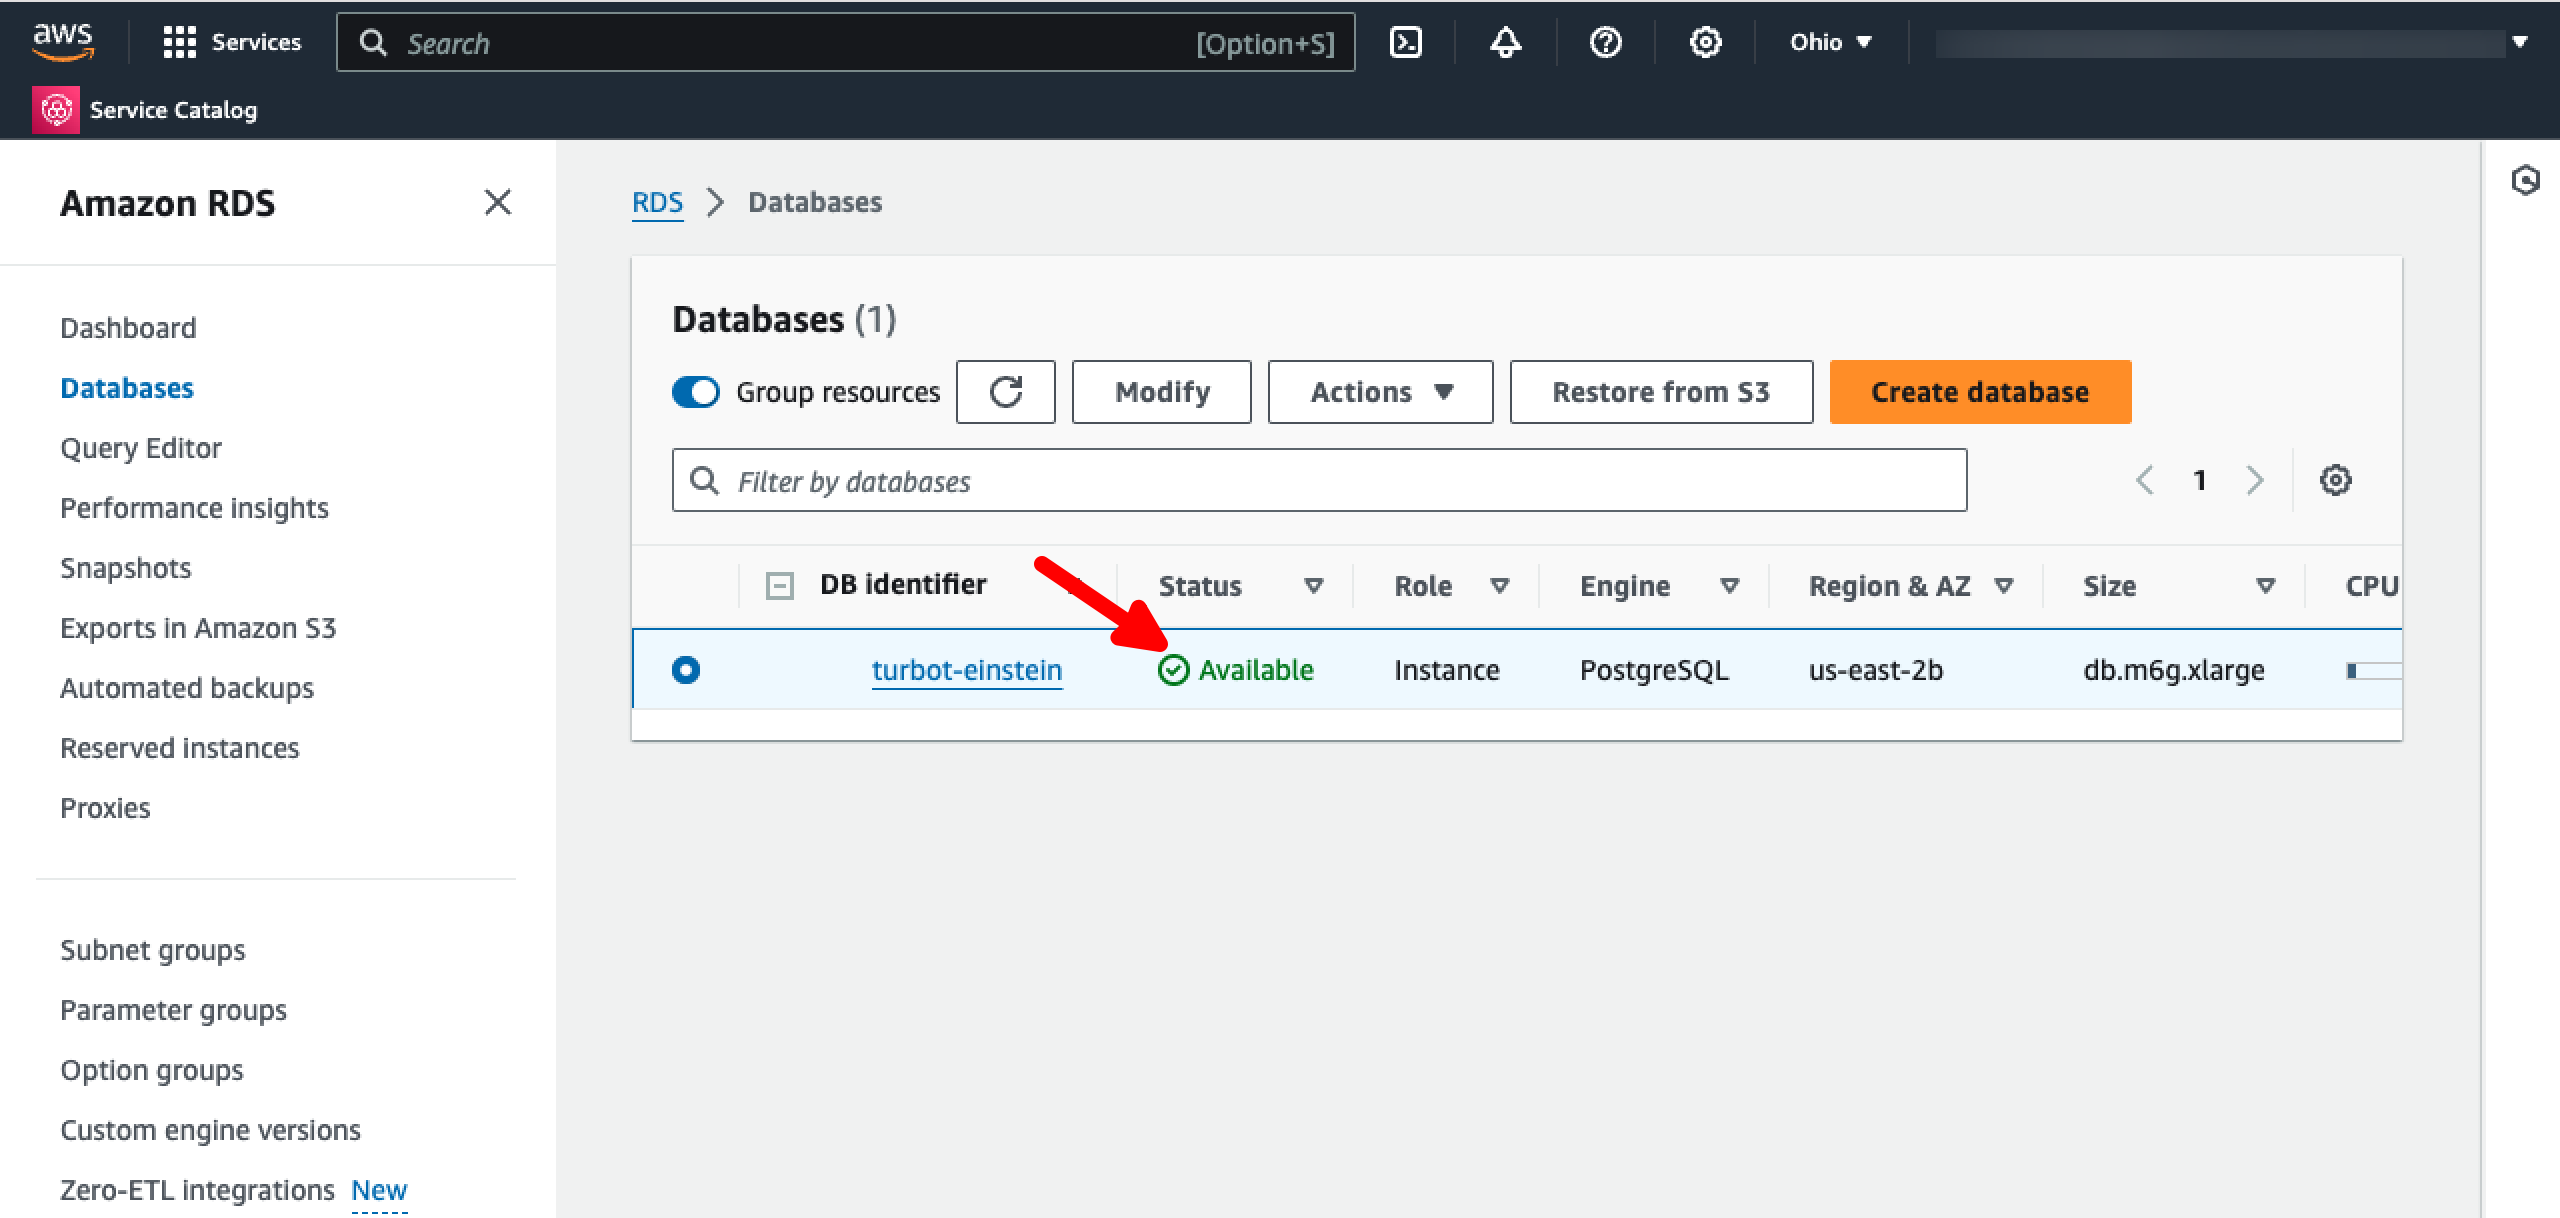 aws
Services
Search
[Option+S]
Ohio
Service Catalog
Amazon RDS
Dashboard
Databases
Query Editor
Performance insights
Snapshots
Exports in Amazon S3
Automated backups
Reserved instances
Proxies
Subnet groups
Parameter groups
Option groups
Custom engine versions
Zero-ETL integrations New
RDS > Databases
Databases (1)
Group resources
Modify
Actions
Restore from S3
Create database
Filter by databases
1
DB identifier Status Role Engine Region & AZ Size CPU
turbot-einstein Available Instance PostgreSQL us-east-2b db.m6g.xlarge